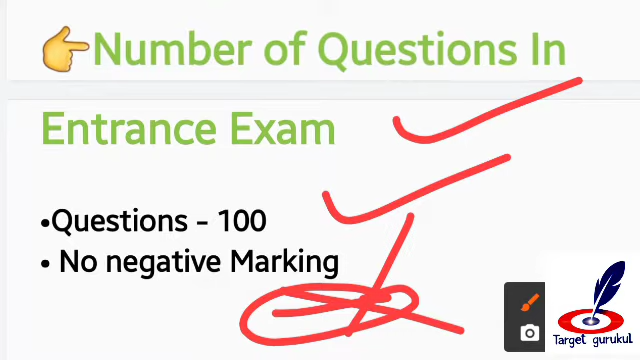 👉Number of Questions In
Entrance Exam
•Questions - 100
• No negative Marking
Target gurukul